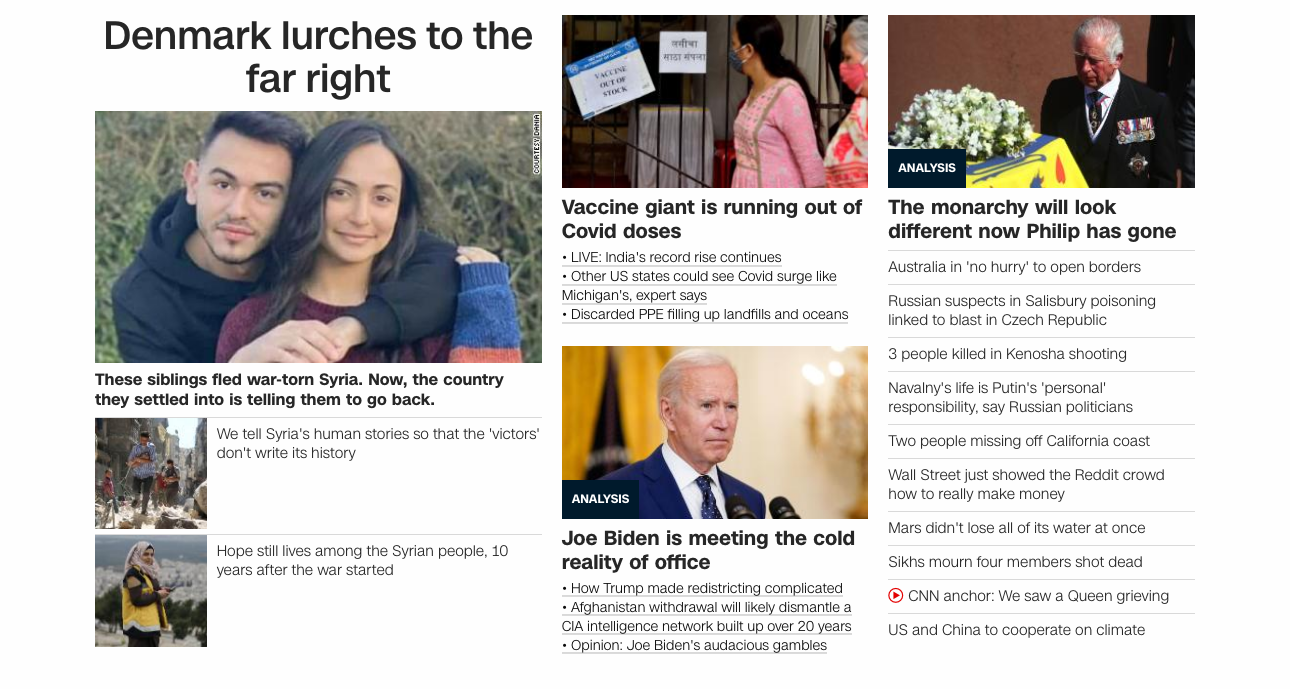 Denmark lurches to the
far right
COURTESY DANIA
These siblings fled war-torn Syria. Now, the country
they settled into is telling them to go back.
We tell Syria's human stories so that the 'victors'
don't write its history
Hope still lives among the Syrian people, 10
years after the war started
VACCINE
OUT OF
STOCK
लसीचा
साठा संपला
Vaccine giant is running out of
Covid doses
• LIVE: India's record rise continues
• Other US states could see Covid surge like
Michigan's, expert says
• Discarded PPE filling up landfills and oceans
ANALYSIS
Joe Biden is meeting the cold
reality of office
• How Trump made redistricting complicated
• Afghanistan withdrawal will likely dismantle a
CIA intelligence network built up over 20 years
• Opinion: Joe Biden's audacious gambles
ANALYSIS
The monarchy will look
different now Philip has gone
Australia in 'no hurry' to open borders
Russian suspects in Salisbury poisoning
linked to blast in Czech Republic
3 people killed in Kenosha shooting
Navalny's life is Putin's 'personal'
responsibility, say Russian politicians
Two people missing off California coast
Wall Street just showed the Reddit crowd
how to really make money
Mars didn't lose all of its water at once
Sikhs mourn four members shot dead
CNN anchor: We saw a Queen grieving
US and China to cooperate on climate